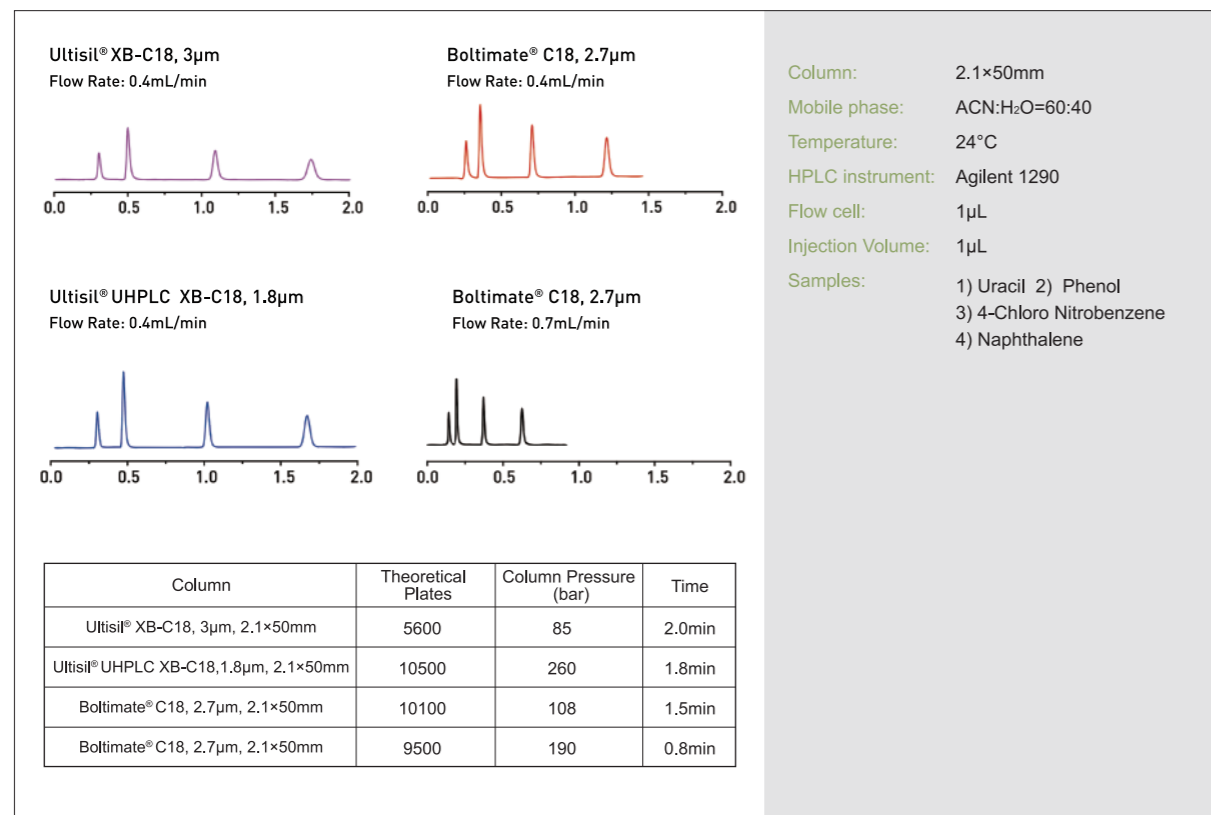 Ultisil® XB-C18, 3µm
Flow Rate: 0.4mL/min
0.0 0.5 1.0 1.5 2.0
Boltimate® C18, 2.7µm
Flow Rate: 0.4mL/min
0.0 0.5 1.0 1.5 2.0
Ultisil® UHPLC XB-C18, 1.8µm
Flow Rate: 0.4mL/min
0.0 0.5 1.0 1.5 2.0
Boltimate® C18, 2.7µm
Flow Rate: 0.7mL/min
0.0 0.5 1.0 1.5 2.0
Column Theoretical Plates Column Pressure (bar) Time
Ultisil® XB-C18, 3µm, 2.1×50mm 5600 85 2.0min
Ultisil® UHPLC XB-C18,1.8µm, 2.1×50mm 10500 260 1.8min
Boltimate® C18, 2.7µm, 2.1×50mm 10100 108 1.5min
Boltimate® C18, 2.7µm, 2.1×50mm 9500 190 0.8min
Column: 2.1×50mm
Mobile phase: ACN:H₂O=60:40
Temperature: 24°C
HPLC instrument: Agilent 1290
Flow cell: 1µL
Injection Volume: 1µL
Samples: 1) Uracil 2) Phenol
3) 4-Chloro Nitrobenzene
4) Naphthalene